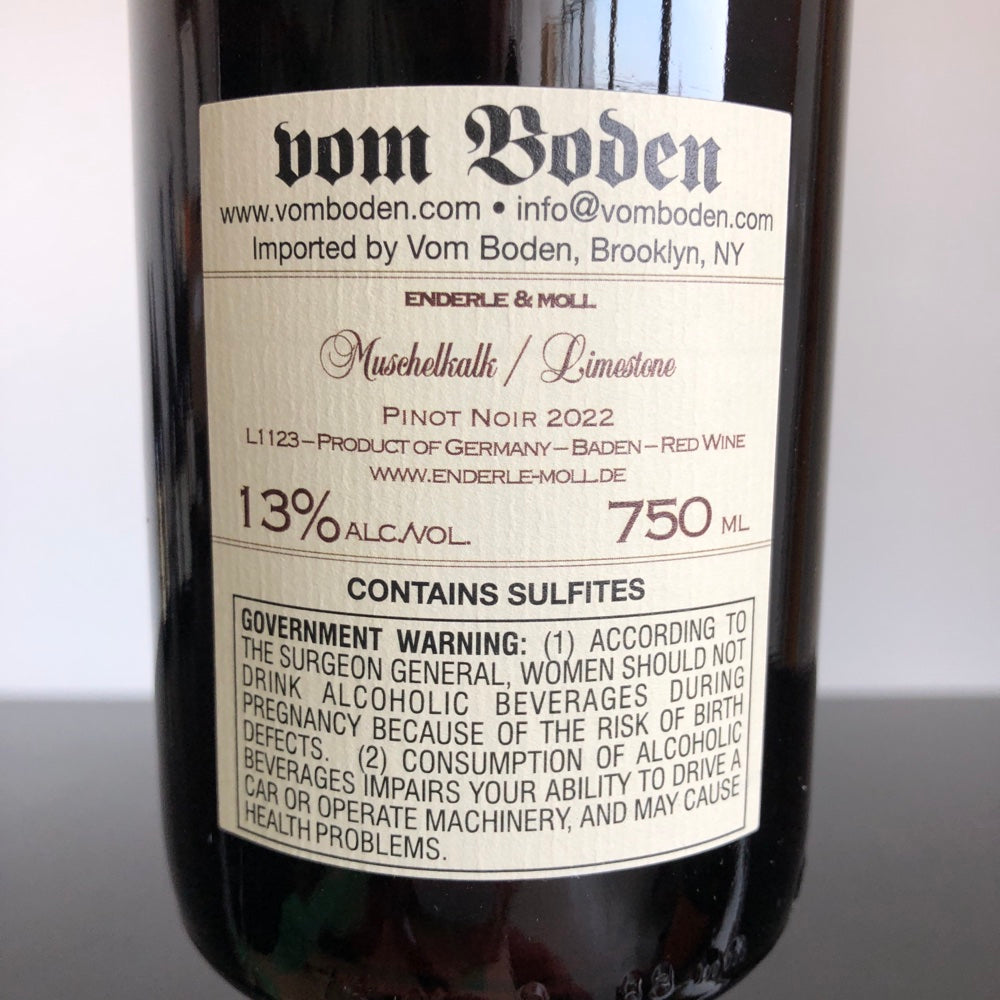 vom Boden
www.vomboden.com • info@vomboden.com
Imported by Vom Boden, Brooklyn, NY
ENDERLE & MOLL
Muschelkalk / Limestone
PINOT NOIR 2022
L1123 – PRODUCT OF GERMANY – BADEN – RED WINE
WWW.ENDERLE-MOLL.DE
13% ALC./VOL. 750 ML
CONTAINS SULFITES
GOVERNMENT WARNING: (1) ACCORDING TO
THE SURGEON GENERAL, WOMEN SHOULD NOT
DRINK ALCOHOLIC BEVERAGES DURING
PREGNANCY BECAUSE OF THE RISK OF BIRTH
DEFECTS. (2) CONSUMPTION OF ALCOHOLIC
BEVERAGES IMPAIRS YOUR ABILITY TO DRIVE A
CAR OR OPERATE MACHINERY, AND MAY CAUSE
HEALTH PROBLEMS.